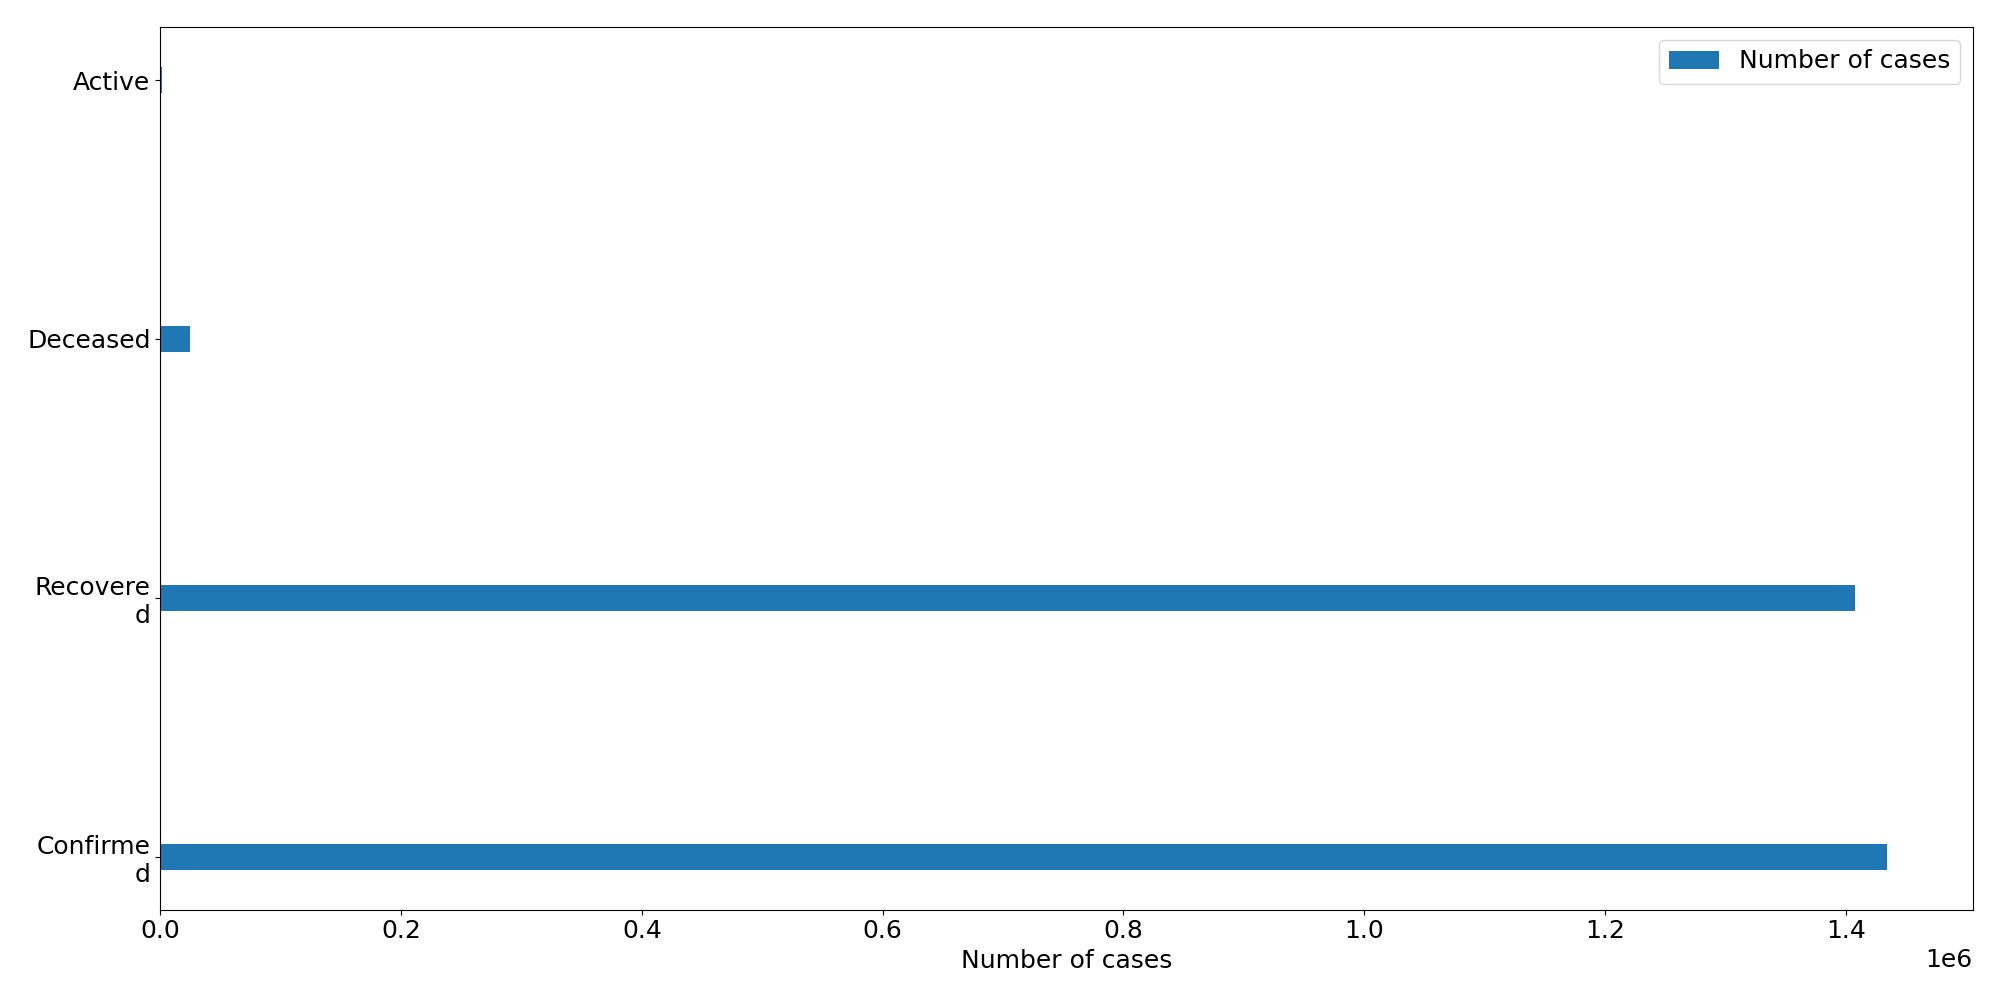 Number of cases
Active
Deceased
Recovere
d
Confirme
d
0.0 0.2 0.4 0.6 0.8 1.0 1.2 1.4
Number of cases
1e6